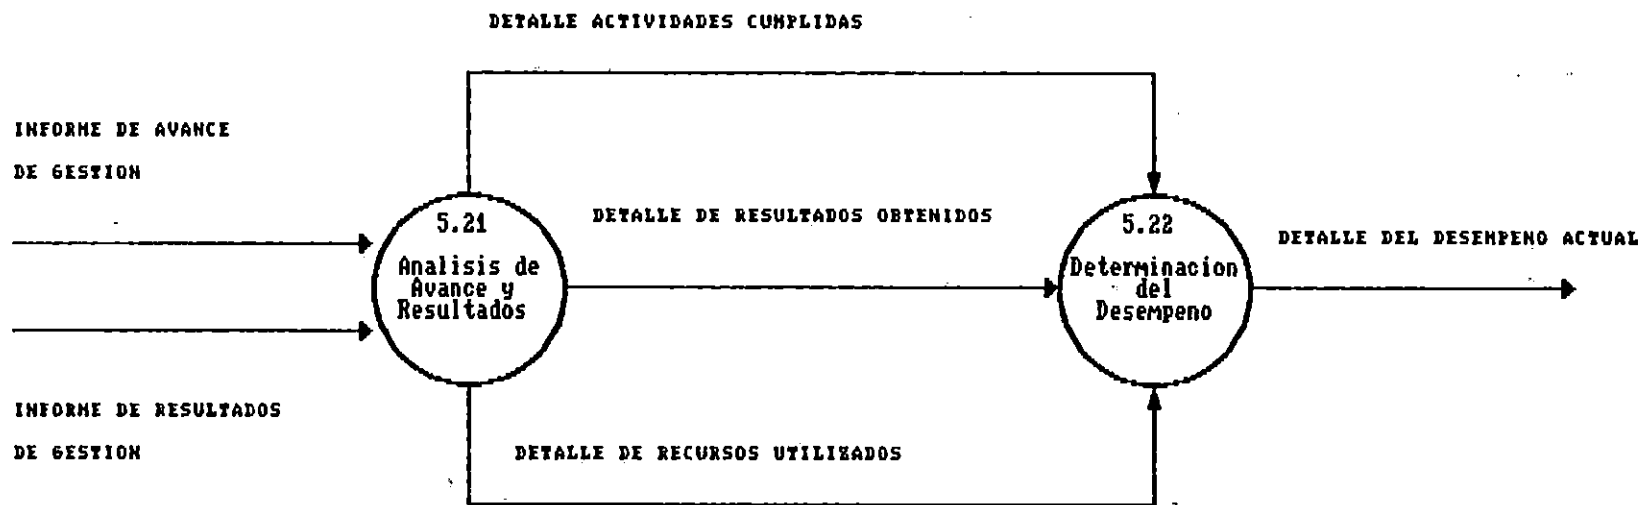 DETALLE ACTIVIDADES CUMPLIDAS
INFORME DE AVANCE
DE GESTION
5.21
Analisis de
Avance y
Resultados
DETALLE DE RESULTADOS OBTENIDOS
5.22
Determinacion
del
Desempeno
DETALLE DEL DESEMPENO ACTUAL
INFORME DE RESULTADOS
DE GESTION
DETALLE DE RECURSOS UTILIZADOS